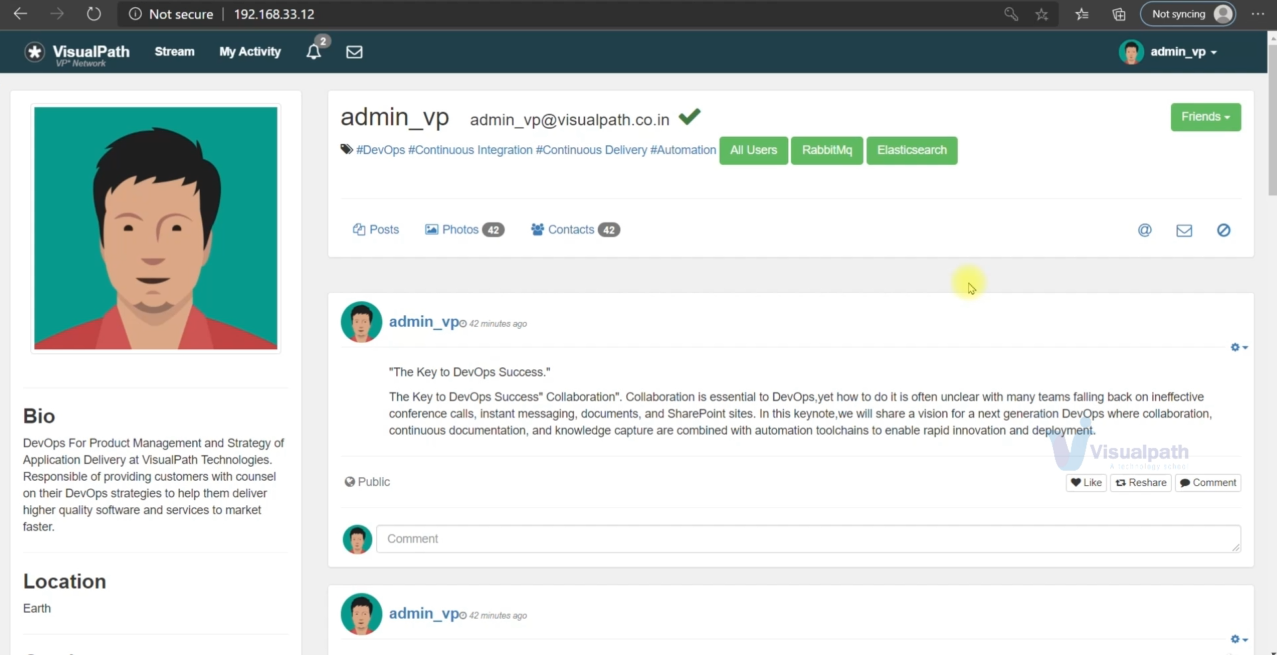 Not secure | 192.168.33.12
Not syncing
VisualPath
VP* Network
Stream
My Activity
2
admin_vp
admin_vp
admin_vp@visualpath.co.in
Friends
#DevOps #Continuous Integration #Continuous Delivery #Automation
All Users
RabbitMq
Elasticsearch
Posts
Photos 42
Contacts 42
@
admin_vp 42 minutes ago
"The Key to DevOps Success."
The Key to DevOps Success" Collaboration". Collaboration is essential to DevOps,yet how to do it is often unclear with many teams falling back on ineffective
conference calls, instant messaging, documents, and SharePoint sites. In this keynote,we will share a vision for a next generation DevOps where collaboration,
continuous documentation, and knowledge capture are combined with automation toolchains to enable rapid innovation and deployment.
Visualpath
Public
Like
Reshare
Comment
Comment
admin_vp 42 minutes ago
Bio
DevOps For Product Management and Strategy of
Application Delivery at VisualPath Technologies.
Responsible of providing customers with counsel
on their DevOps strategies to help them deliver
higher quality software and services to market
faster.
Location
Earth